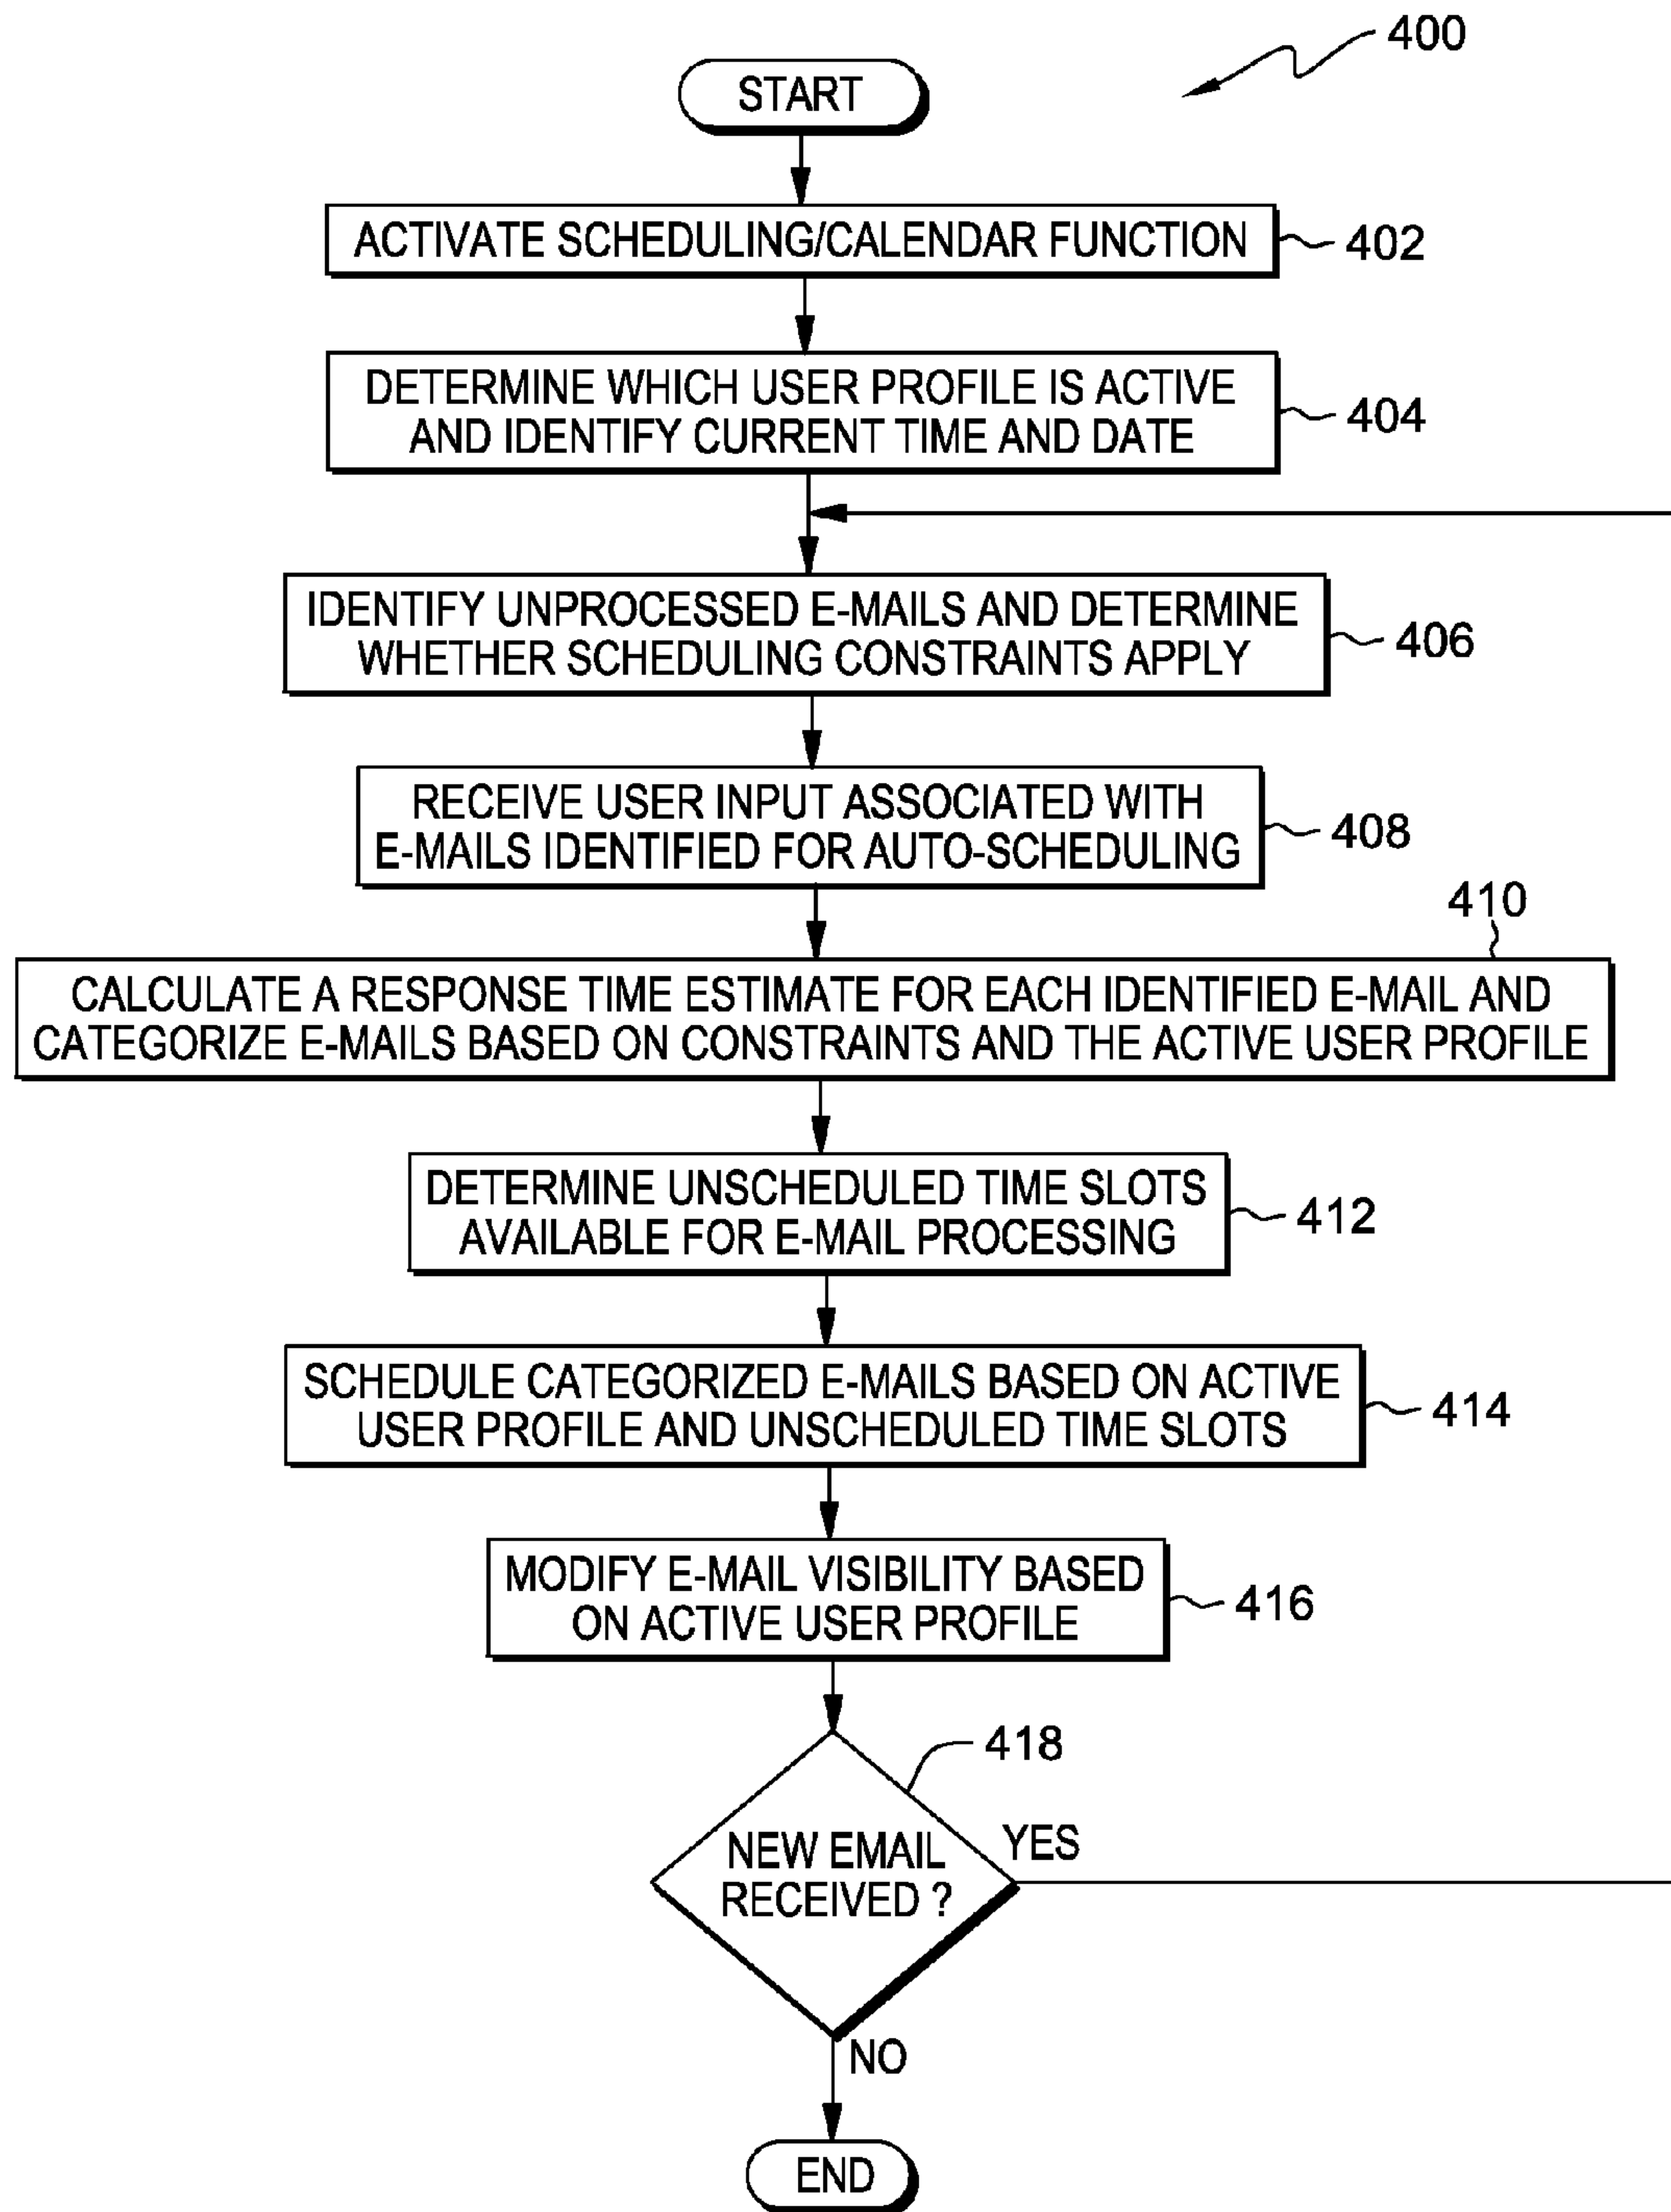 400
START
ACTIVATE SCHEDULING/CALENDAR FUNCTION
402
DETERMINE WHICH USER PROFILE IS ACTIVE
AND IDENTIFY CURRENT TIME AND DATE
404
IDENTIFY UNPROCESSED E-MAILS AND DETERMINE
WHETHER SCHEDULING CONSTRAINTS APPLY
406
RECEIVE USER INPUT ASSOCIATED WITH
E-MAILS IDENTIFIED FOR AUTO-SCHEDULING
408
410
CALCULATE A RESPONSE TIME ESTIMATE FOR EACH IDENTIFIED E-MAIL AND
CATEGORIZE E-MAILS BASED ON CONSTRAINTS AND THE ACTIVE USER PROFILE
DETERMINE UNSCHEDULED TIME SLOTS
AVAILABLE FOR E-MAIL PROCESSING
412
SCHEDULE CATEGORIZED E-MAILS BASED ON ACTIVE
USER PROFILE AND UNSCHEDULED TIME SLOTS
414
MODIFY E-MAIL VISIBILITY BASED
ON ACTIVE USER PROFILE
416
418
NEW EMAIL
RECEIVED ?
YES
NO
END